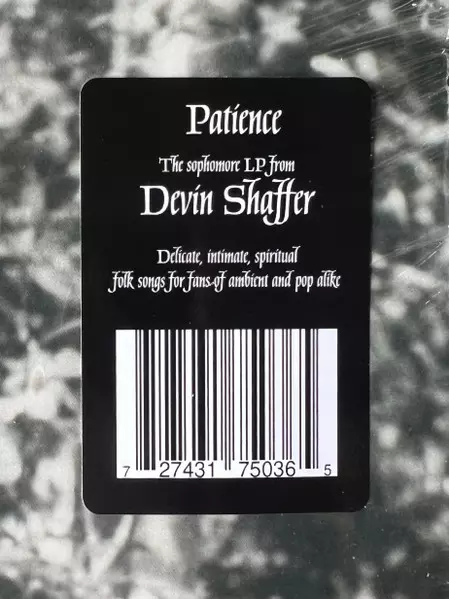 Patience
The sophomore LP from
Devin Shaffer
Delicate, intimate, spiritual
folk songs for fans of ambient and pop alike
7 27431 75036 5